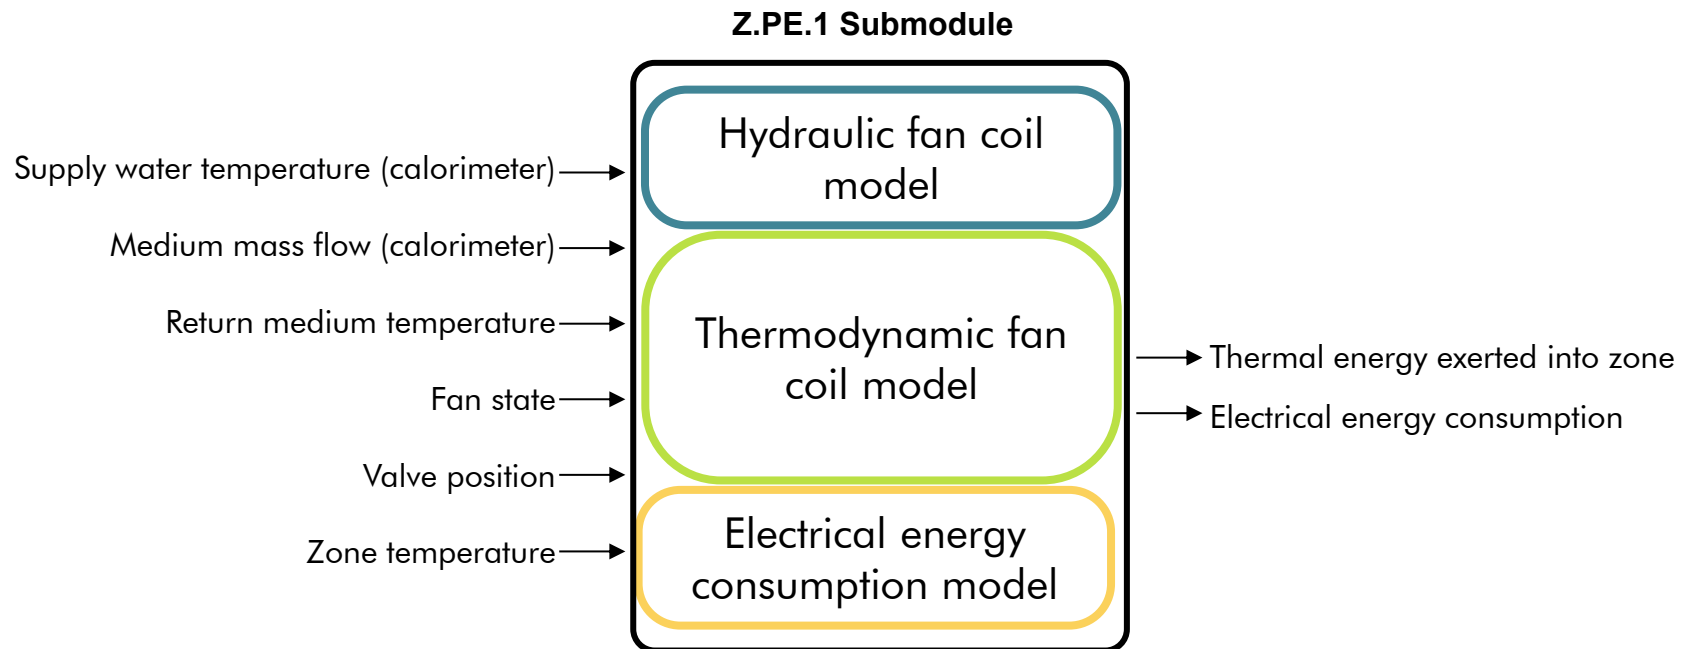 Z.PE.1 Submodule
Hydraulic fan coil
model
Supply water temperature (calorimeter)
Medium mass flow (calorimeter)
Return medium temperature
Fan state
Valve position
Zone temperature
Thermodynamic fan
coil model
Electrical energy
consumption model
Thermal energy exerted into zone
Electrical energy consumption